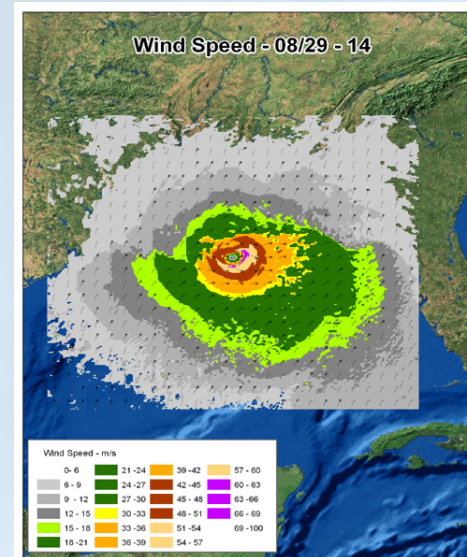 Wind Speed - 08/29 - 14
Wind Speed - m/s
0- 6 21 -24 39 -42 57 - 60
6 - 9 24 - 27 42 - 45 60 - 63
9 - 12 27 - 30 45 - 48 63 - 66
12 - 15 30 - 33 48 - 51 66 - 69
15 - 18 33 - 36 51 - 54 69 -100
18 - 21 36 - 39 54 - 57